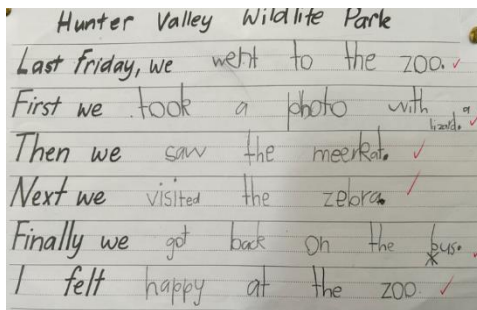 Hunter Valley Wildlife Park
Last Friday, we went to the zoo.
First we took a photo with a lizard.
Then we saw the meerkat.
Next we visited the zebra.
Finally we got back on the bus.
I felt happy at the zoo.